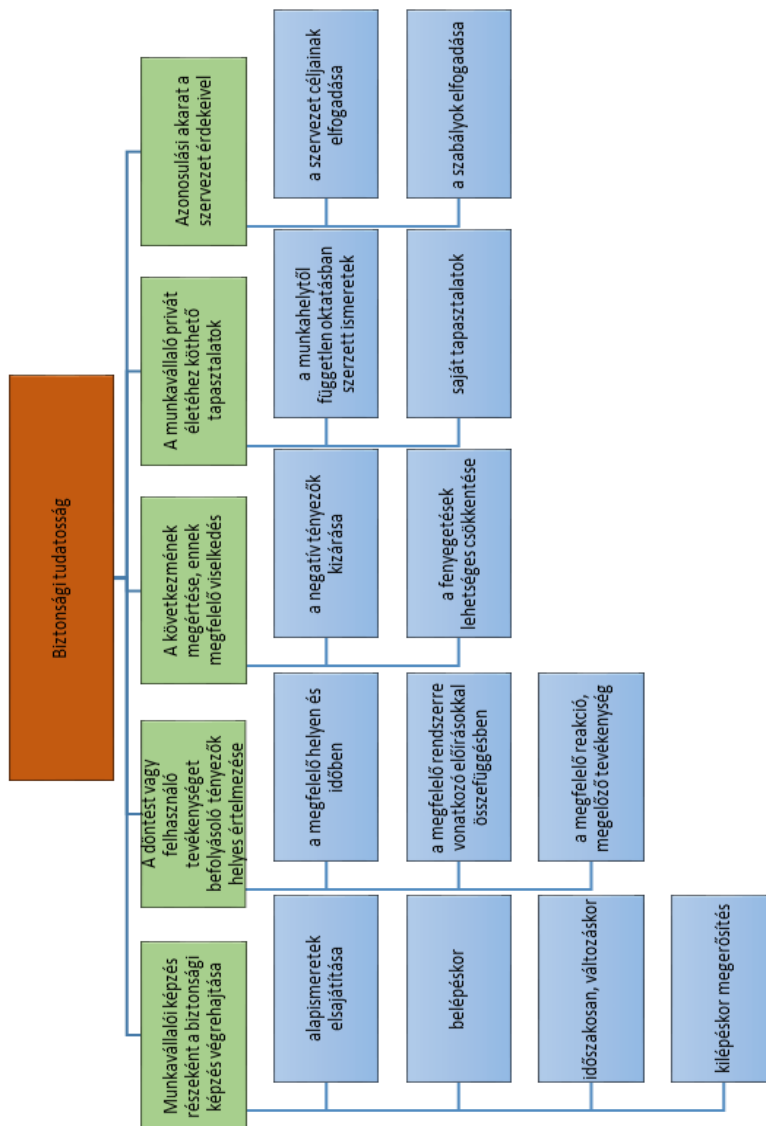 Biztonsági tudatosság
Munkavállalói képzés
részeként a biztonsági
képzés végrehajtása
alapismeretek
elsajátítása
belépéskor
időszakosan, változáskor
kilépéskor megerősítés
A döntést vagy
felhasználó
tevékenységet
befolyásoló tényezők
helyes értelmezése
a megfelelő helyen és
időben
a megfelelő rendszerre
vonatkozó előírásokkal
összefüggésben
a megfelelő reakció,
megelőző tevékenység
A következmények
megértése, ennek
megfelelő viselkedés
a negatív tényezők
kizárása
a fenyegetések
lehetséges csökkentése
A munkavállaló privát
életéhez köthető
tapasztalatok
a munkahelytől
független oktatásban
szerzett ismeretek
saját tapasztalatok
Azonosulási akarat a
szervezet érdekeivel
a szervezet céljainak
elfogadása
a szabályok elfogadása